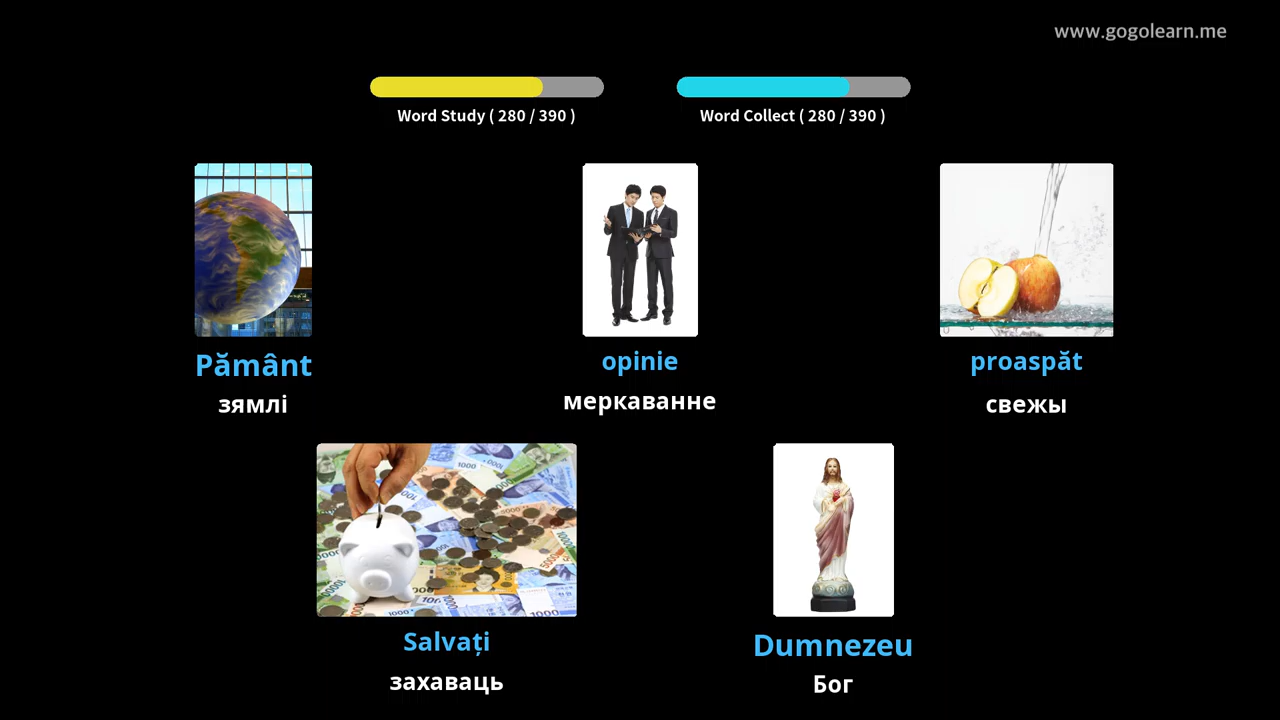 www.gogolearn.me
Word Study ( 280 / 390 )
Word Collect ( 280 / 390 )
Pământ
зямлі
opinie
меркаванне
proaspăt
свежы
Salvați
захаваць
Dumnezeu
Бог